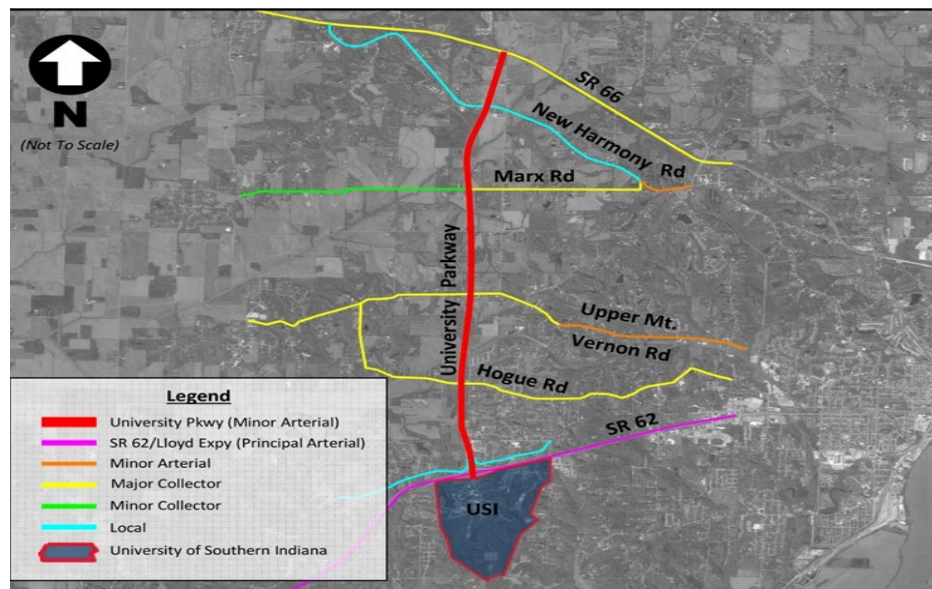 N
(Not To Scale)
SR 66
New Harmony Rd
Marx Rd
University Parkway
Upper Mt.
Vernon Rd
Hogue Rd
SR 62
USI
Legend
University Pkwy (Minor Arterial)
SR 62/Lloyd Expy (Principal Arterial)
Minor Arterial
Major Collector
Minor Collector
Local
University of Southern Indiana